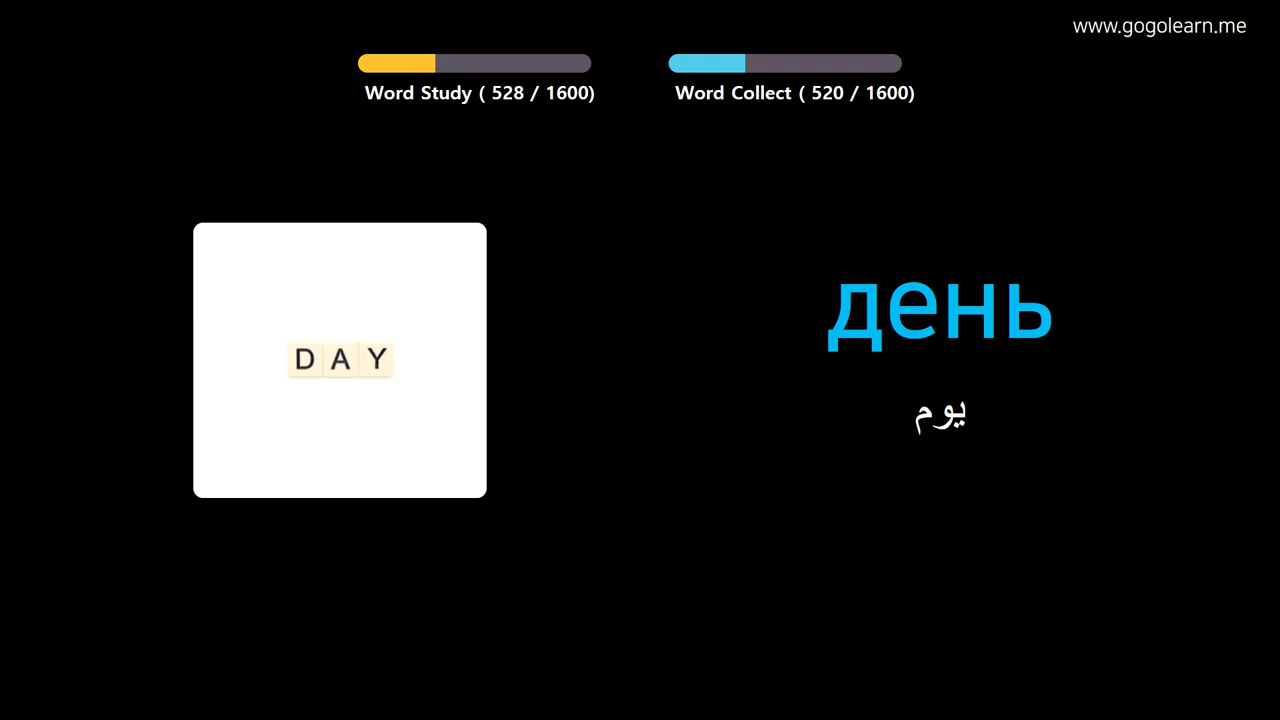 www.gogolearn.me
Word Study ( 528 / 1600)
Word Collect ( 520 / 1600)
DAY
день
يوم